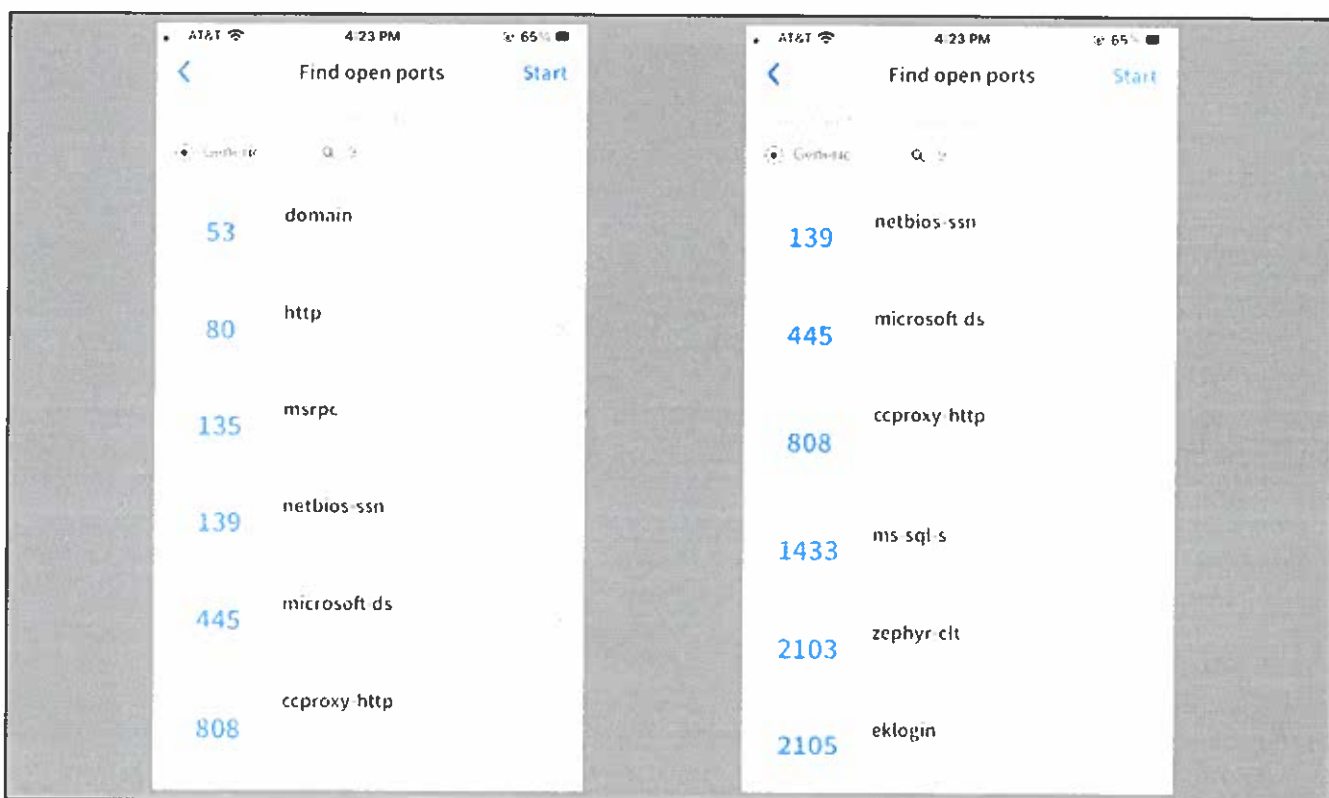 AT&T 4:23 PM 65%
Find open ports Start
Generic
53 domain
80 http
135 msrpc
139 netbios-ssn
445 microsoft ds
808 ccproxy-http
AT&T 4:23 PM 65%
Find open ports Start
Generic
139 netbios-ssn
445 microsoft ds
808 ccproxy-http
1433 ms sql-s
2103 zephyr-clt
2105 eklogin